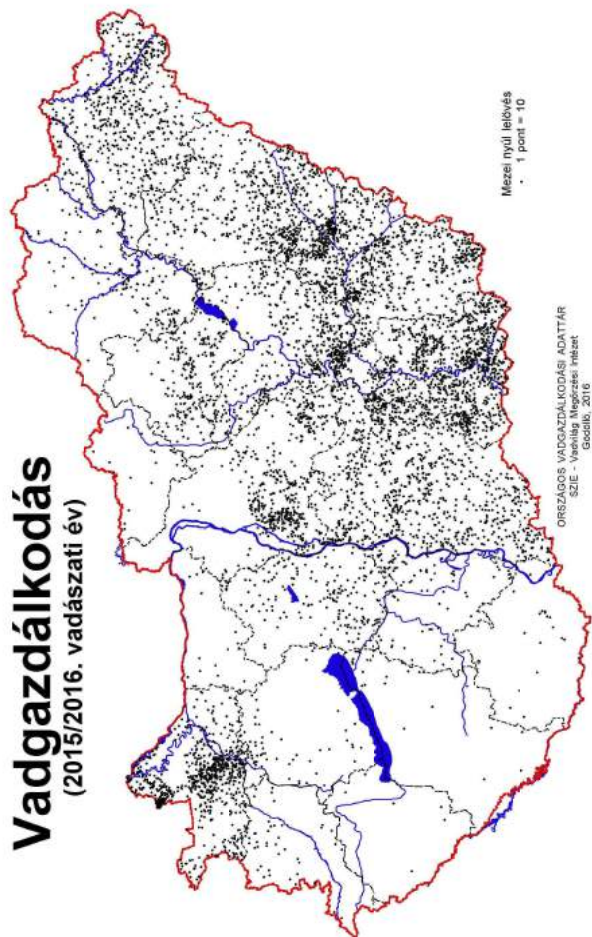 Vadgazdálkodás
(2015/2016. vadászati év)
Mezei nyúl lelövés
1 pont = 10
ORSZÁGOS VADGAZDÁLKODÁSI ADATTÁR
SZIE - Vadvilág Megőrzési Intézet
Gödöllő, 2016